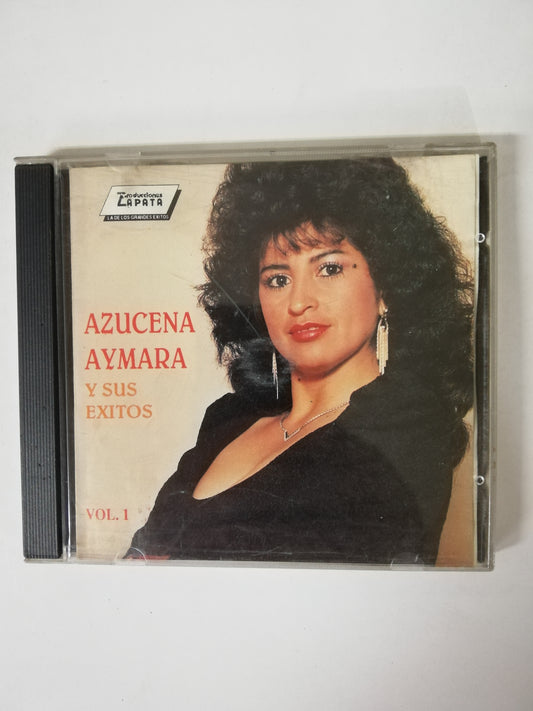 Producciones
ZAPATA
LA DE LOS GRANDES EXITOS
AZUCENA
AYMARA
Y SUS
EXITOS
VOL. 1